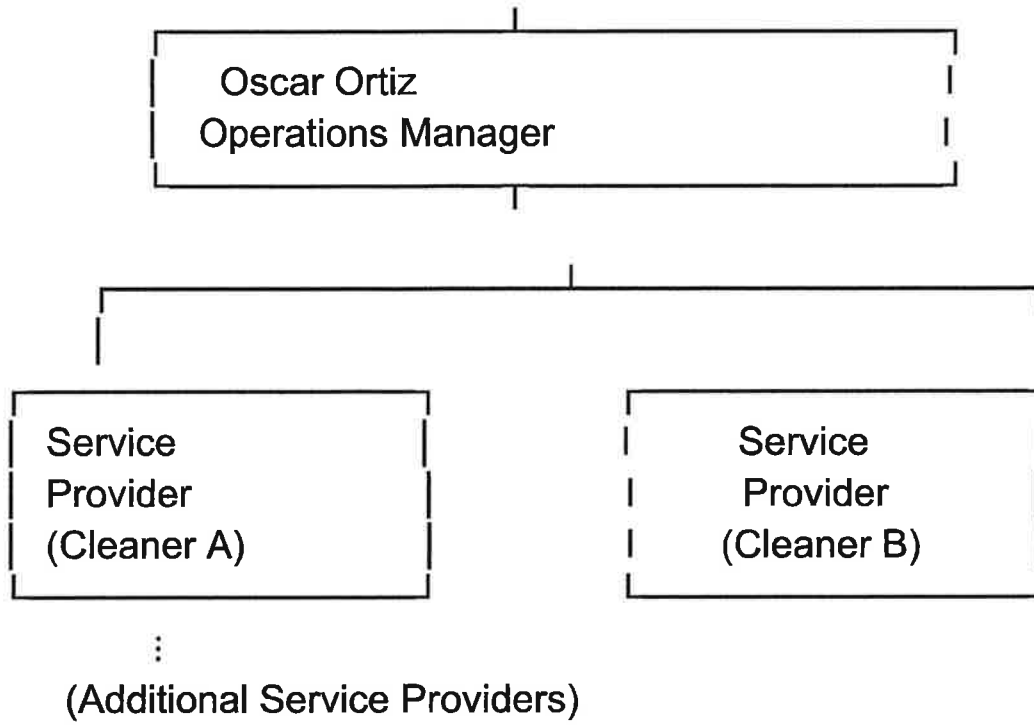 Oscar Ortiz
Operations Manager
Service
Provider
(Cleaner A)
Service
Provider
(Cleaner B)
⋮
(Additional Service Providers)